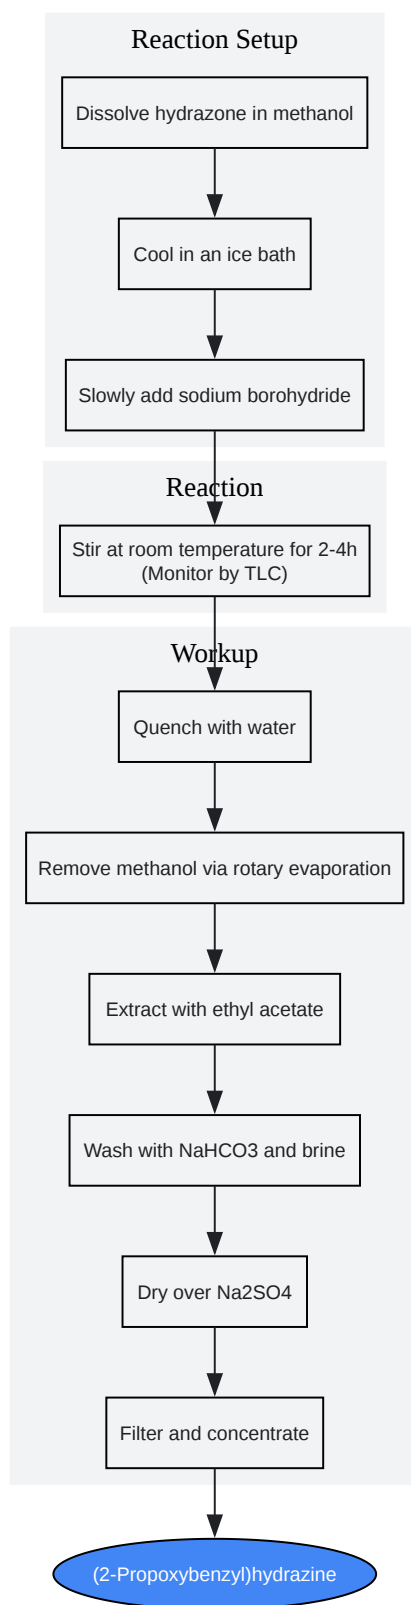 Reaction Setup
Dissolve hydrazone in methanol
Cool in an ice bath
Slowly add sodium borohydride
Reaction
Stir at room temperature for 2-4h
(Monitor by TLC)
Workup
Quench with water
Remove methanol via rotary evaporation
Extract with ethyl acetate
Wash with NaHCO3 and brine
Dry over Na2SO4
Filter and concentrate
(2-Propoxybenzyl)hydrazine